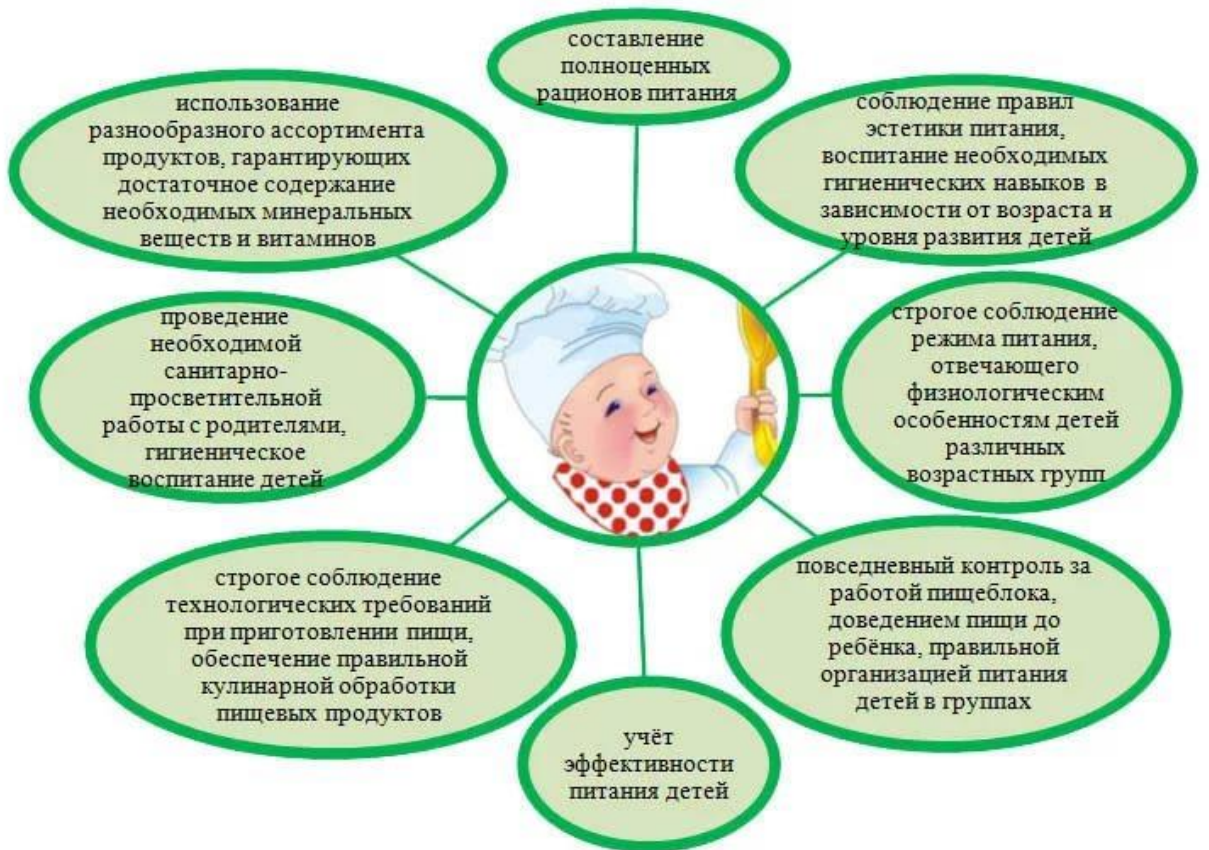 составление
полноценных
рационов питания
использование
разнообразного ассортимента
продуктов, гарантирующих
достаточное содержание
необходимых минеральных
веществ и витаминов
соблюдение правил
эстетики питания,
воспитание необходимых
гигиенических навыков в
зависимости от возраста и
уровня развития детей
проведение
необходимой
санитарно-
просветительной
работы с родителями,
гигиеническое
воспитание детей
строгое соблюдение
режима питания,
отвечающего
физиологическим
особенностям детей
различных
возрастных групп
строгое соблюдение
технологических требований
при приготовлении пищи,
обеспечение правильной
кулинарной обработки
пищевых продуктов
повседневный контроль за
работой пищеблока,
доведением пищи до
ребёнка, правильной
организацией питания
детей в группах
учёт
эффективности
питания детей